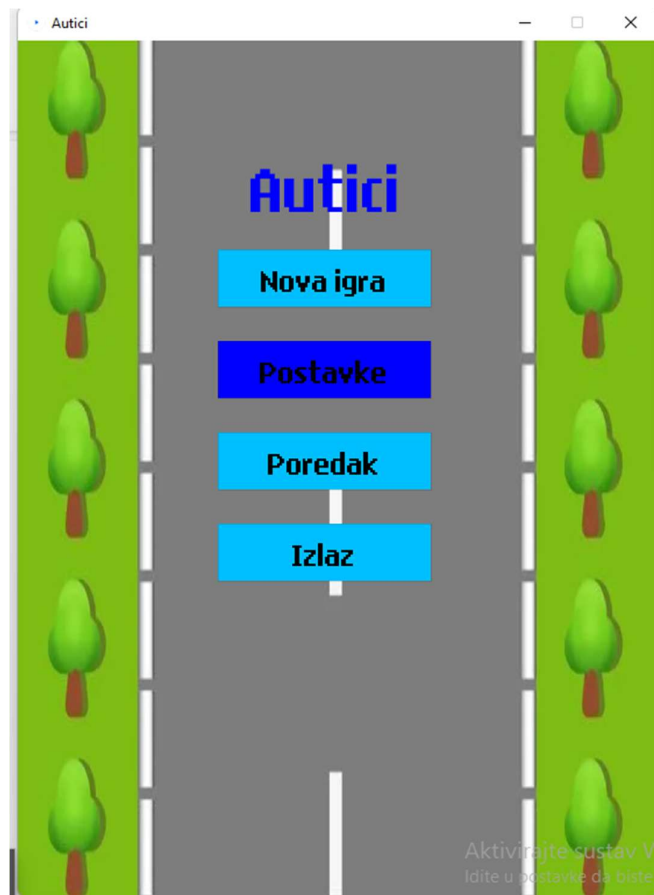 Autici
Autici
Nova igra
Postavke
Poredak
Izlaz
Aktivirajte sustav
Idite u postavke da biste